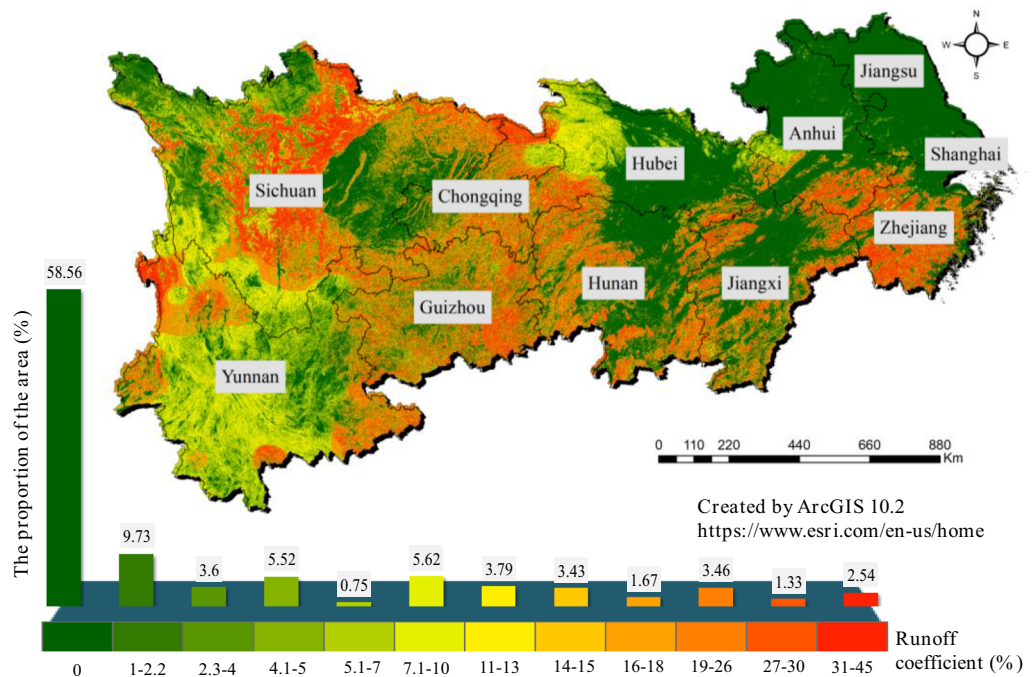 N
W E
S
Jiangsu
Anhui
Shanghai
Hubei
Sichuan
Chongqing
Zhejiang
Hunan
Jiangxi
Guizhou
Yunnan
0 110 220 440 660 880
Km
Created by ArcGIS 10.2
https://www.esri.com/en-us/home
The proportion of the area (%)
58.56
9.73
3.6
5.52
0.75
5.62
3.79
3.43
1.67
3.46
1.33
2.54
0 1-2.2 2.3-4 4.1-5 5.1-7 7.1-10 11-13 14-15 16-18 19-26 27-30 31-45
Runoff
coefficient (%)